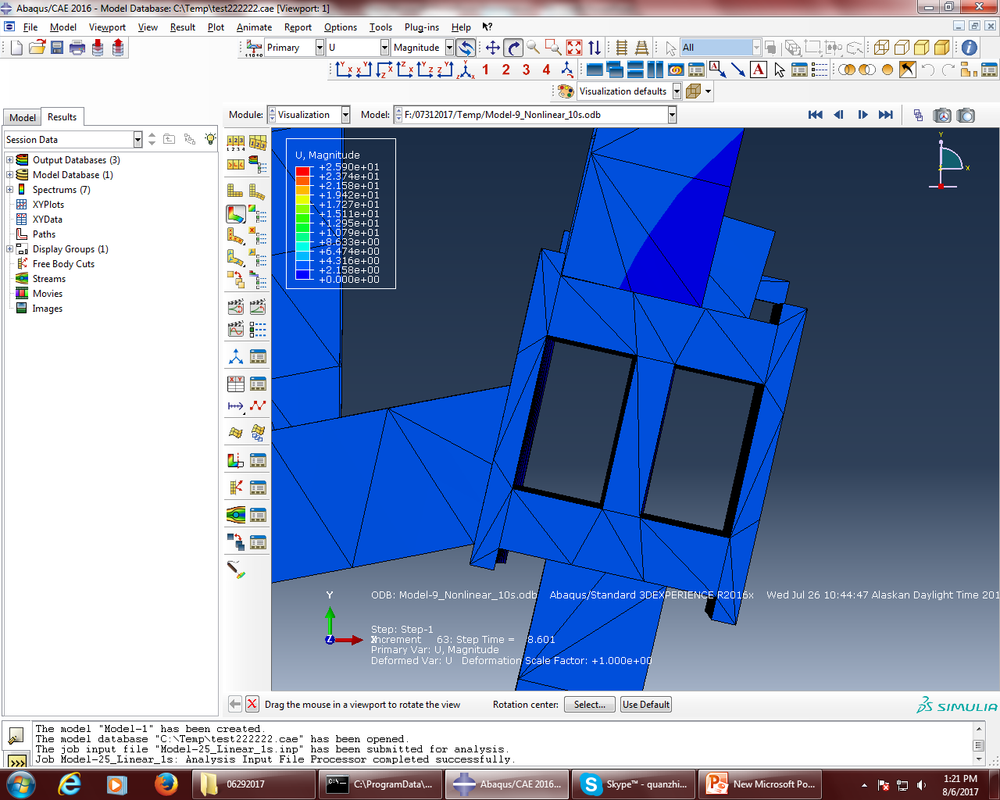 Abaqus/CAE 2016 - Model Database: C:\Temp\test222222.cae [Viewport: 1]
File Model Viewport View Result Plot Animate Report Options Tools Plug-ins Help
Primary U Magnitude All
1 2 3 4
Visualization defaults
Model Results
Module: Visualization Model: F:/07312017/Temp/Model-9_Nonlinear_10s.odb
Session Data
Output Databases (3)
Model Database (1)
Spectrums (7)
XYPlots
XYData
Paths
Display Groups (1)
Free Body Cuts
Streams
Movies
Images
U, Magnitude
+2.590e+01
+2.374e+01
+2.158e+01
+1.942e+01
+1.727e+01
+1.511e+01
+1.295e+01
+1.079e+01
+8.633e+00
+6.474e+00
+4.316e+00
+2.158e+00
+0.000e+00
Y
X
Z
Y
Z
X
ODB: Model-9_Nonlinear_10s.odb Abaqus/Standard 3DEXPERIENCE R2016x Wed Jul 26 10:44:47 Alaskan Daylight Time 201
Step: Step-1
Increment 63: Step Time = 8.601
Primary Var: U, Magnitude
Deformed Var: U Deformation Scale Factor: +1.000e+00
Drag the mouse in a viewport to rotate the view Rotation center: Select... Use Default
SIMULIA
The model "Model-1" has been created.
The model database "C:\Temp\test222222.cae" has been opened.
The job input file "Model-25_Linear_1s.inp" has been submitted for analysis.
Job Model-25_Linear_1s: Analysis Input File Processor completed successfully.
>>>
06292017
C:\ProgramData\...
Abaqus/CAE 2016...
Skype™ - quanzhi...
New Microsoft Po...
1:21 PM
8/6/2017